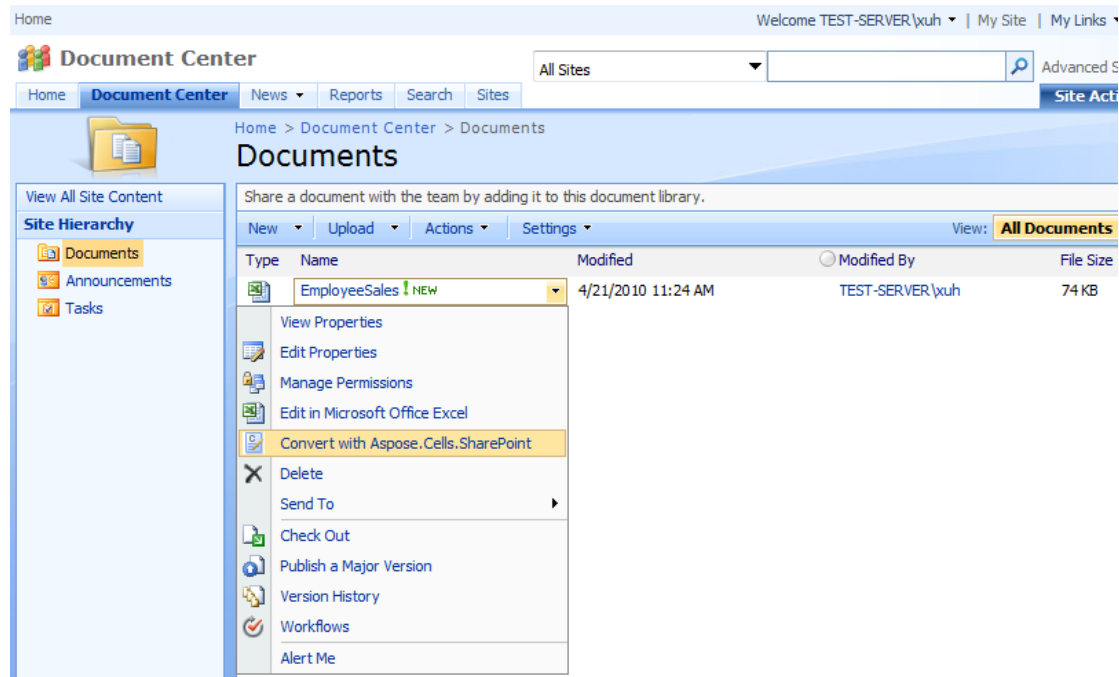 Home
Welcome TEST-SERVER\xuh | My Site | My Links
Document Center
All Sites
Advanced S
Home Document Center News Reports Search Sites
Site Acti
Home > Document Center > Documents
Documents
View All Site Content
Share a document with the team by adding it to this document library.
Site Hierarchy
New Upload Actions Settings View: All Documents
Documents
Type Name Modified Modified By File Size
Announcements
EmployeeSales ! NEW 4/21/2010 11:24 AM TEST-SERVER\xuh 74 KB
Tasks
View Properties
Edit Properties
Manage Permissions
Edit in Microsoft Office Excel
Convert with Aspose.Cells.SharePoint
Delete
Send To
Check Out
Publish a Major Version
Version History
Workflows
Alert Me